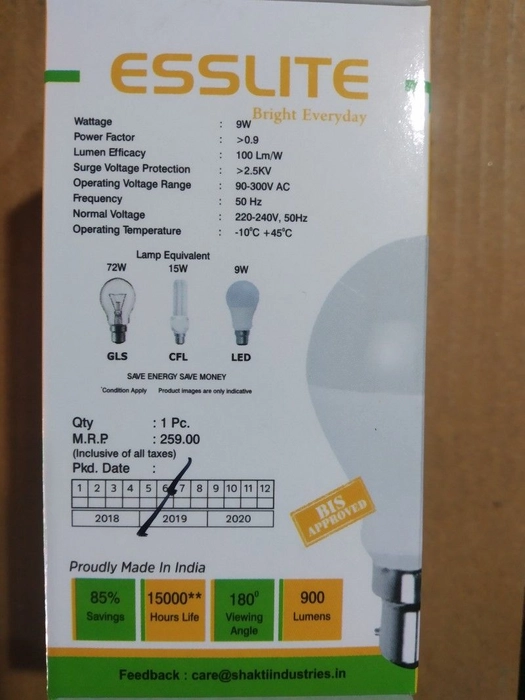 ESSLITE
Bright Everyday
Wattage : 9W
Power Factor : >0.9
Lumen Efficacy : 100 Lm/W
Surge Voltage Protection : >2.5KV
Operating Voltage Range : 90-300V AC
Frequency : 50 Hz
Normal Voltage : 220-240V, 50Hz
Operating Temperature : -10°C +45°C
Lamp Equivalent
72W 15W 9W
GLS CFL LED
SAVE ENERGY SAVE MONEY
*Condition Apply Product images are only indicative
Qty : 1 Pc.
M.R.P. : 259.00
(Inclusive of all taxes)
Pkd. Date :
1 2 3 4 5 6 7 8 9 10 11 12
2018 2019 2020
BIS
APPROVED
Proudly Made In India
85% 15000** 180° 900
Savings Hours Life Viewing Lumens
Angle
Feedback : care@shaktiindustries.in